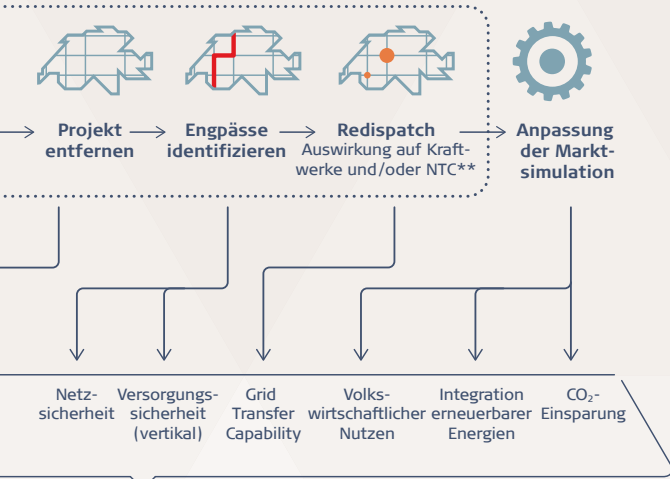 Projekt
entfernen
Engpässe
identifizieren
Redispatch
Auswirkung auf Kraft-
werke und/oder NTC**
Anpassung
der Markt-
simulation
Netz-
sicherheit
Versorgungs-
sicherheit
(vertikal)
Grid
Transfer
Capability
Volks-
wirtschaftlicher
Nutzen
Integration
erneuerbarer
Energien
CO₂-
Einsparung